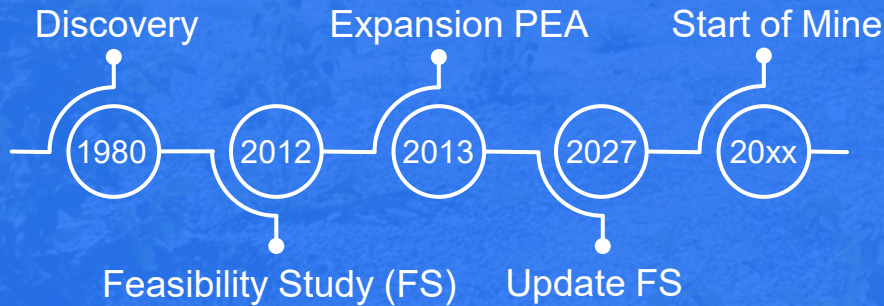 Discovery
Expansion PEA
Start of Mine
1980
2012
2013
2027
20xx
Feasibility Study (FS)
Update FS